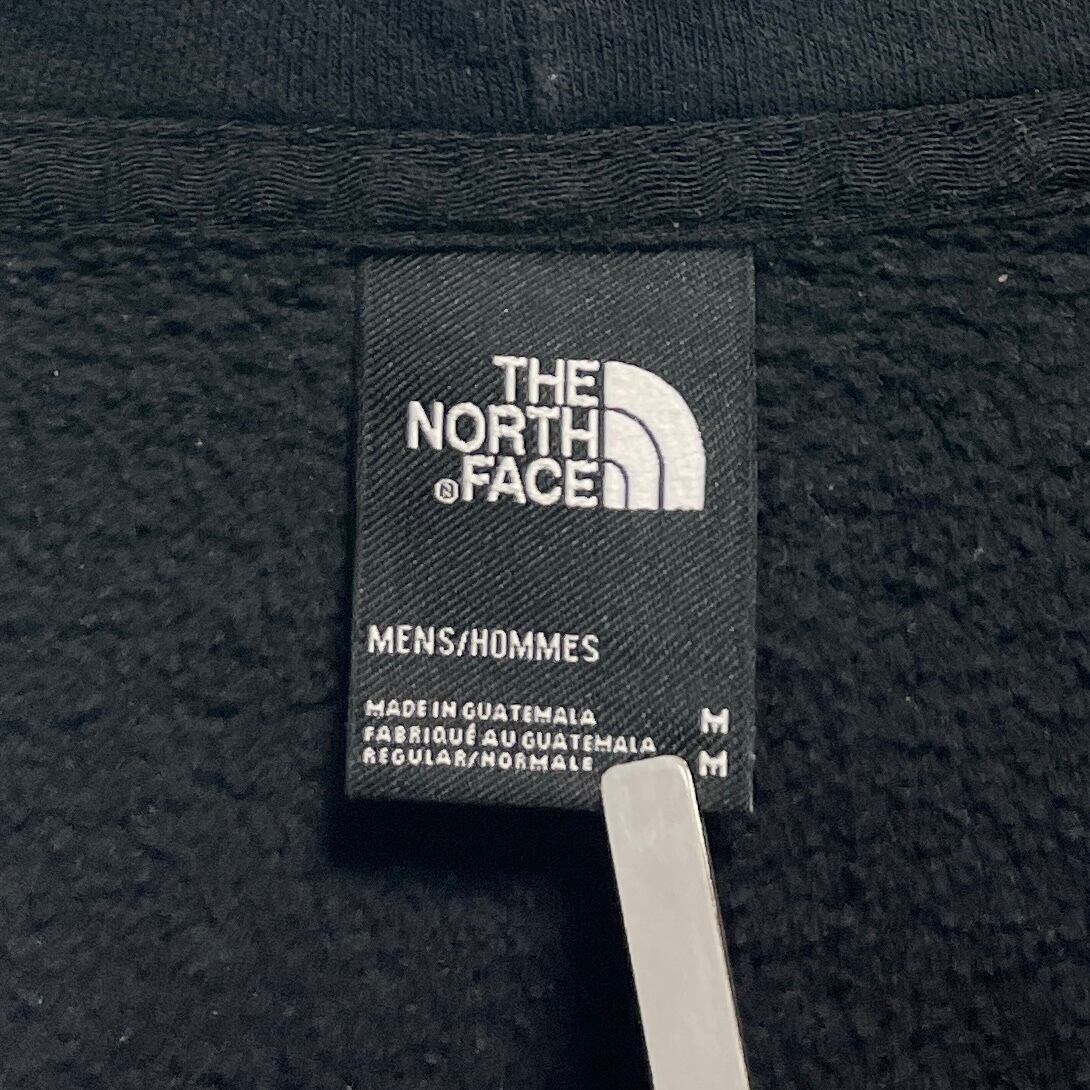 THE
NORTH
FACE
MENS/HOMMES
MADE IN GUATEMALA M
FABRIQUÉ AU GUATEMALA
REGULAR/NORMALE M